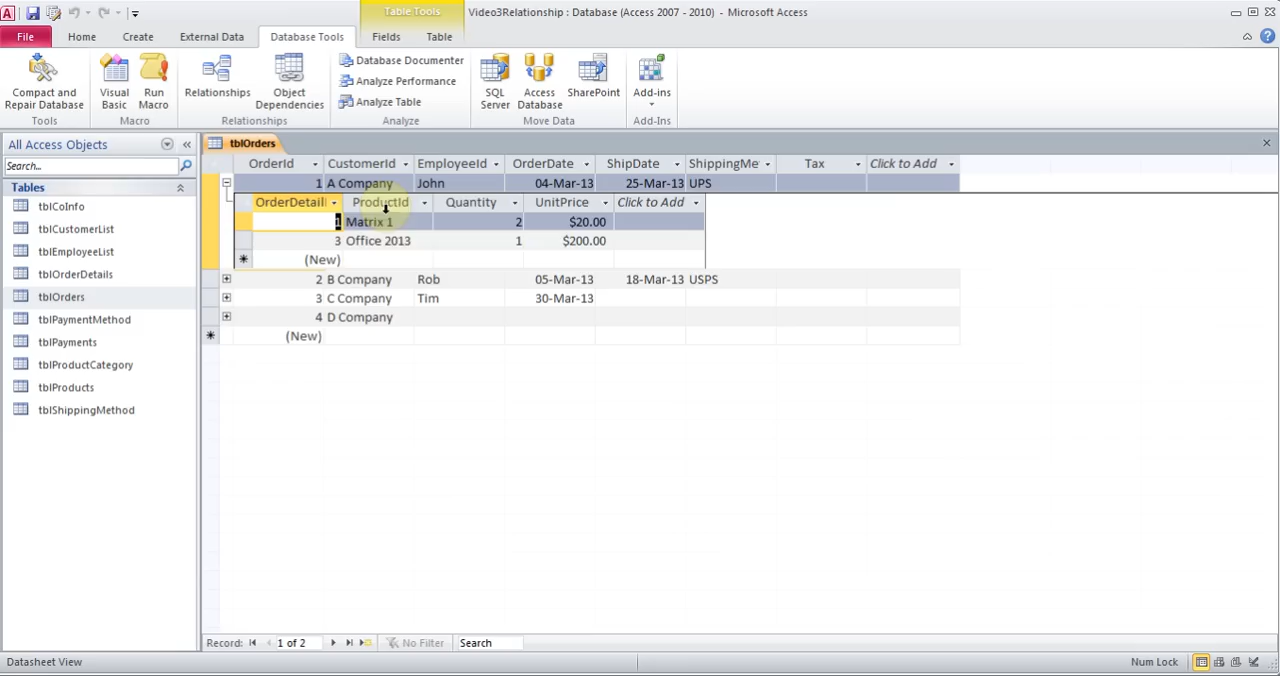 Table Tools
Video3Relationship : Database (Access 2007 - 2010) - Microsoft Access
File Home Create External Data Database Tools Fields Table
Compact and Repair Database
Tools
Visual Basic
Run Macro
Macro
Relationships
Object Dependencies
Relationships
Database Documenter
Analyze Performance
Analyze Table
Analyze
SQL Server
Access Database
SharePoint
Move Data
Add-ins
Add-Ins
All Access Objects
Search...
Tables
tblCoInfo
tblCustomerList
tblEmployeeList
tblOrderDetails
tblOrders
tblPaymentMethod
tblPayments
tblProductCategory
tblProducts
tblShippingMethod
tblOrders
OrderId CustomerId EmployeeId OrderDate ShipDate ShippingMe Tax Click to Add
1 A Company John 04-Mar-13 25-Mar-13 UPS
OrderDetail ProductId Quantity UnitPrice Click to Add
1 Matrix 1 2 $20.00
3 Office 2013 1 $200.00
(New)
2 B Company Rob 05-Mar-13 18-Mar-13 USPS
3 C Company Tim 30-Mar-13
4 D Company
(New)
Record: 1 of 2 No Filter Search
Datasheet View Num Lock